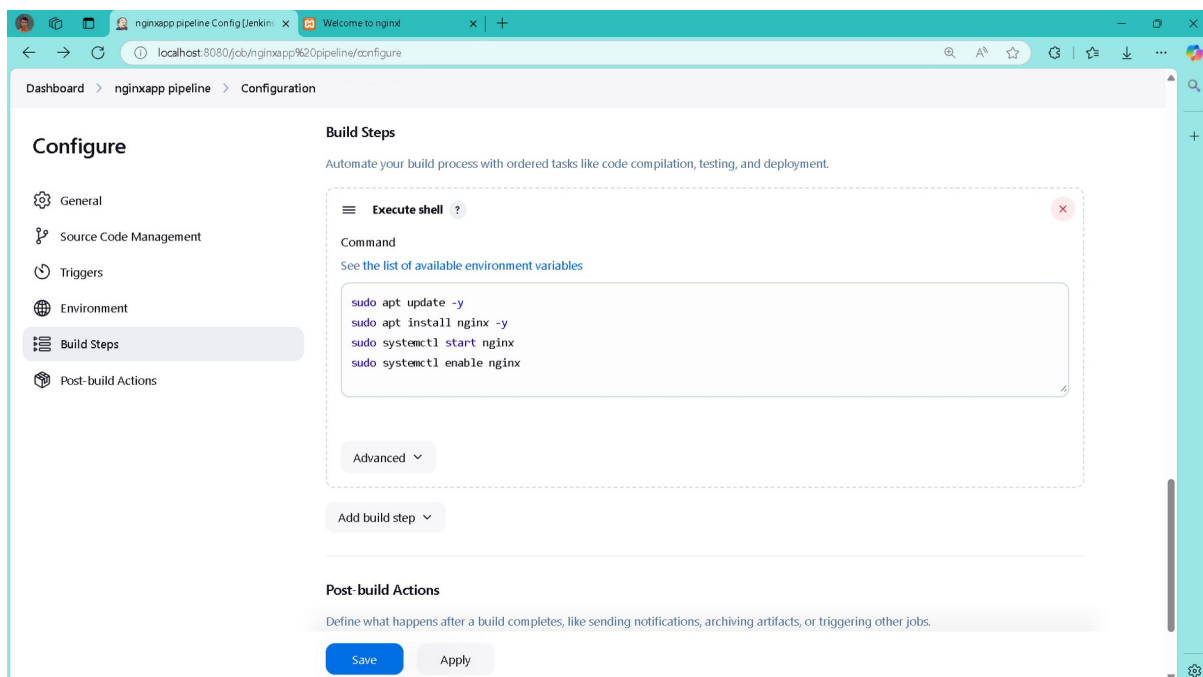 nginxapp pipeline Config [Jenkins
Welcome to nginx!
localhost:8080/job/nginxapp%20pipeline/configure
Dashboard > nginxapp pipeline > Configuration
Configure
General
Source Code Management
Triggers
Environment
Build Steps
Post-build Actions
Build Steps
Automate your build process with ordered tasks like code compilation, testing, and deployment.
Execute shell ?
Command
See the list of available environment variables
sudo apt update -y
sudo apt install nginx -y
sudo systemctl start nginx
sudo systemctl enable nginx
Advanced
Add build step
Post-build Actions
Define what happens after a build completes, like sending notifications, archiving artifacts, or triggering other jobs.
Save Apply